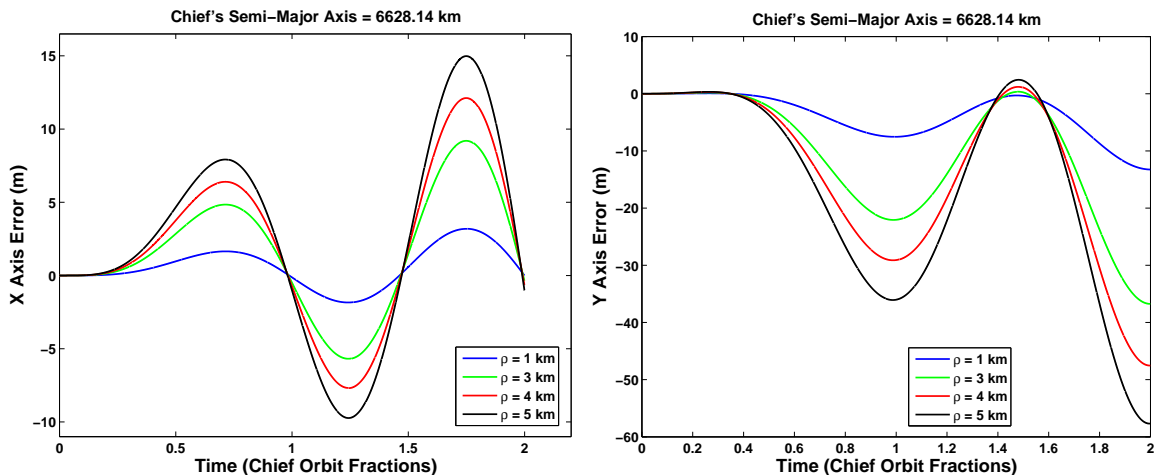 Chief's Semi-Major Axis = 6628.14 km
15
10
5
0
-5
-10
X Axis Error (m)
0
0.5
1
1.5
2
Time (Chief Orbit Fractions)
ρ = 1 km
ρ = 3 km
ρ = 4 km
ρ = 5 km
Chief's Semi-Major Axis = 6628.14 km
10
0
-10
-20
-30
-40
-50
-60
Y Axis Error (m)
0
0.2
0.4
0.6
0.8
1
1.2
1.4
1.6
1.8
2
Time (Chief Orbit Fractions)
ρ = 1 km
ρ = 3 km
ρ = 4 km
ρ = 5 km